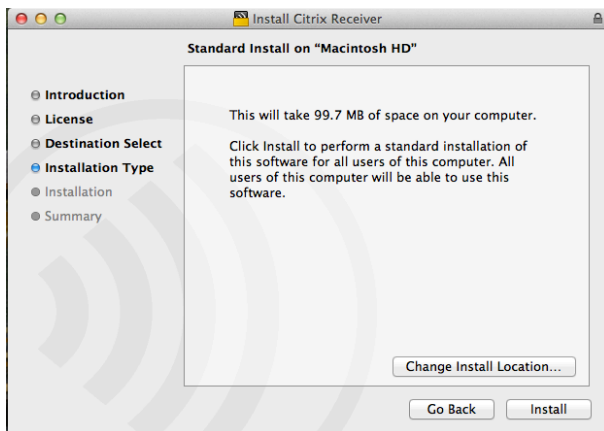 Install Citrix Receiver
Standard Install on “Macintosh HD”
Introduction
License
Destination Select
Installation Type
Installation
Summary
This will take 99.7 MB of space on your computer.
Click Install to perform a standard installation of
this software for all users of this computer. All
users of this computer will be able to use this
software.
Change Install Location...
Go Back
Install